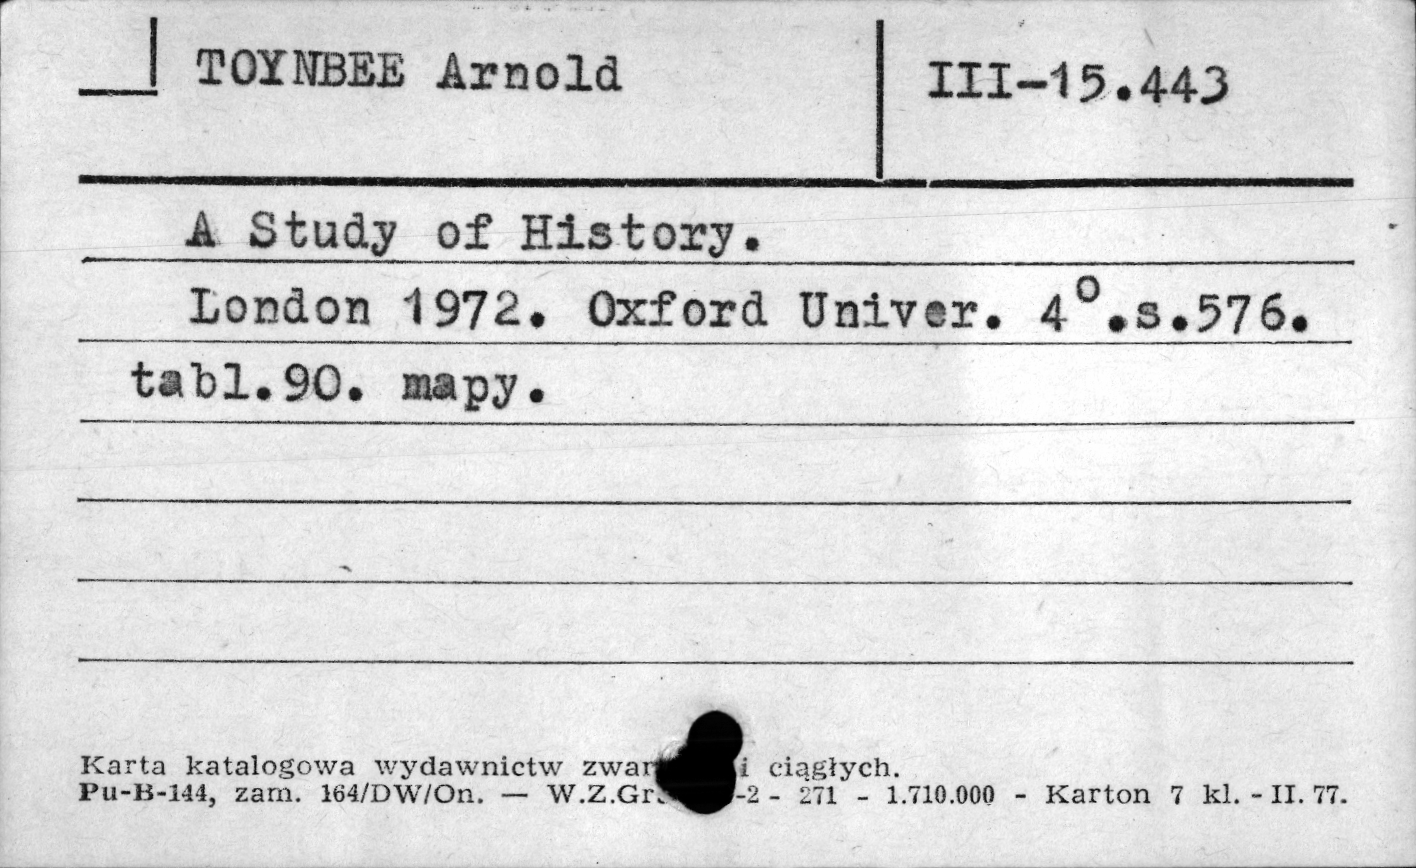 TOYNBEE Arnold
III-15.443
A Study of History.
London 1972. Oxford Univer. 4°.s.576.
tabl.90. mapy.
Karta katalogowa wydawnictw i ciągłych.
Pu-B-144, zam. 164/DW/On. — W.Z.Gr. -2 - 271 - 1.710.000 - Karton 7 kl. - II. 77.